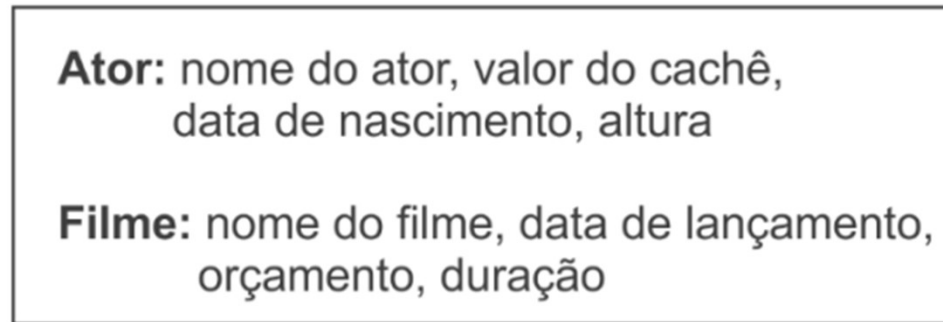 Ator: nome do ator, valor do cachê,
data de nascimento, altura
Filme: nome do filme, data de lançamento,
orçamento, duração